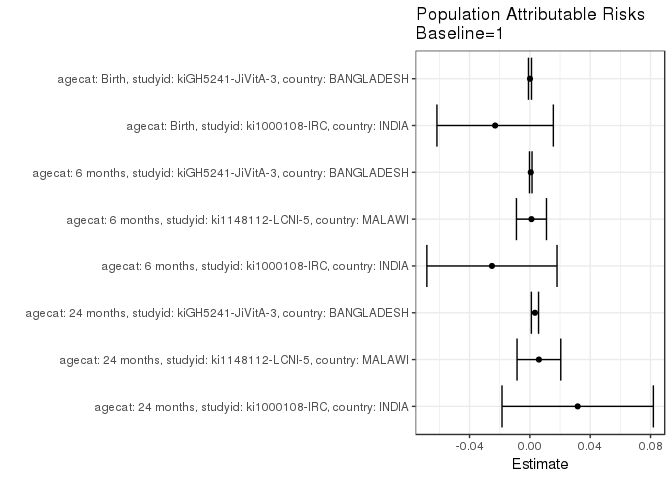 Population Attributable Risks
Baseline=1
agecat: Birth, studyid: kiGH5241-JiVitA-3, country: BANGLADESH
agecat: Birth, studyid: ki1000108-IRC, country: INDIA
agecat: 6 months, studyid: kiGH5241-JiVitA-3, country: BANGLADESH
agecat: 6 months, studyid: ki1148112-LCNI-5, country: MALAWI
agecat: 6 months, studyid: ki1000108-IRC, country: INDIA
agecat: 24 months, studyid: kiGH5241-JiVitA-3, country: BANGLADESH
agecat: 24 months, studyid: ki1148112-LCNI-5, country: MALAWI
agecat: 24 months, studyid: ki1000108-IRC, country: INDIA
-0.04 0.00 0.04 0.08
Estimate